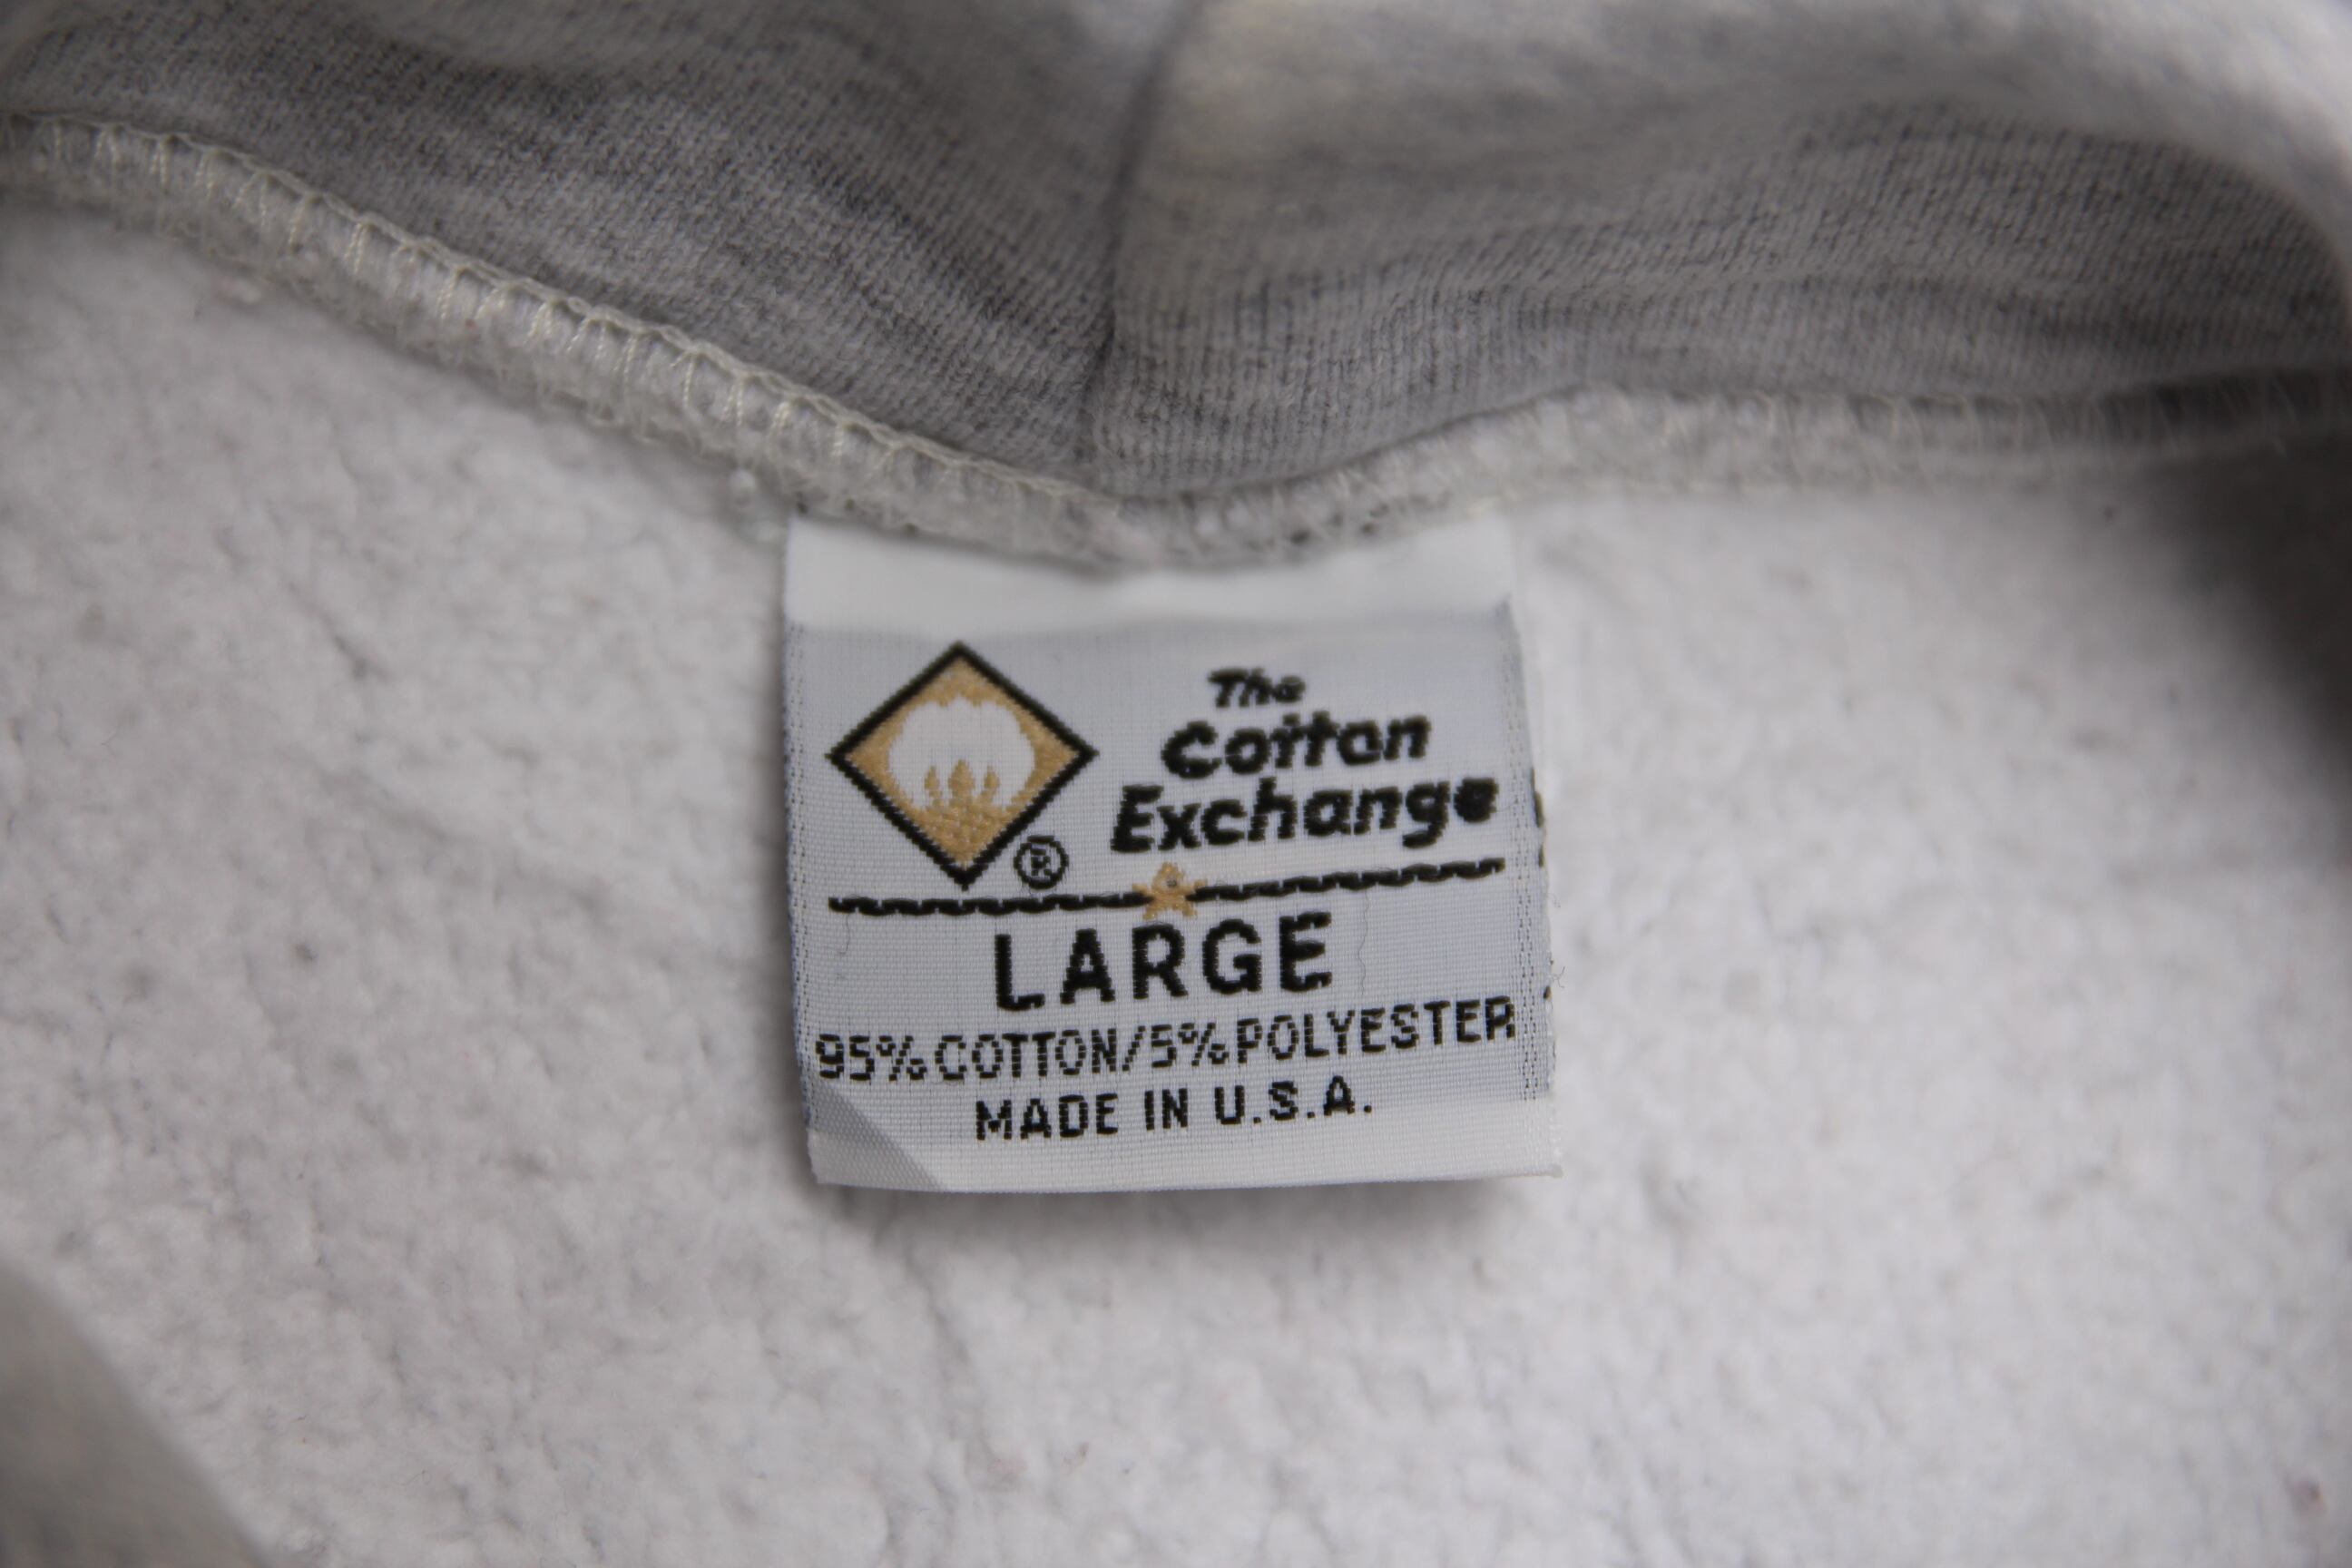 The
Cotton
Exchange
®
LARGE
95% COTTON/5% POLYESTER
MADE IN U.S.A.